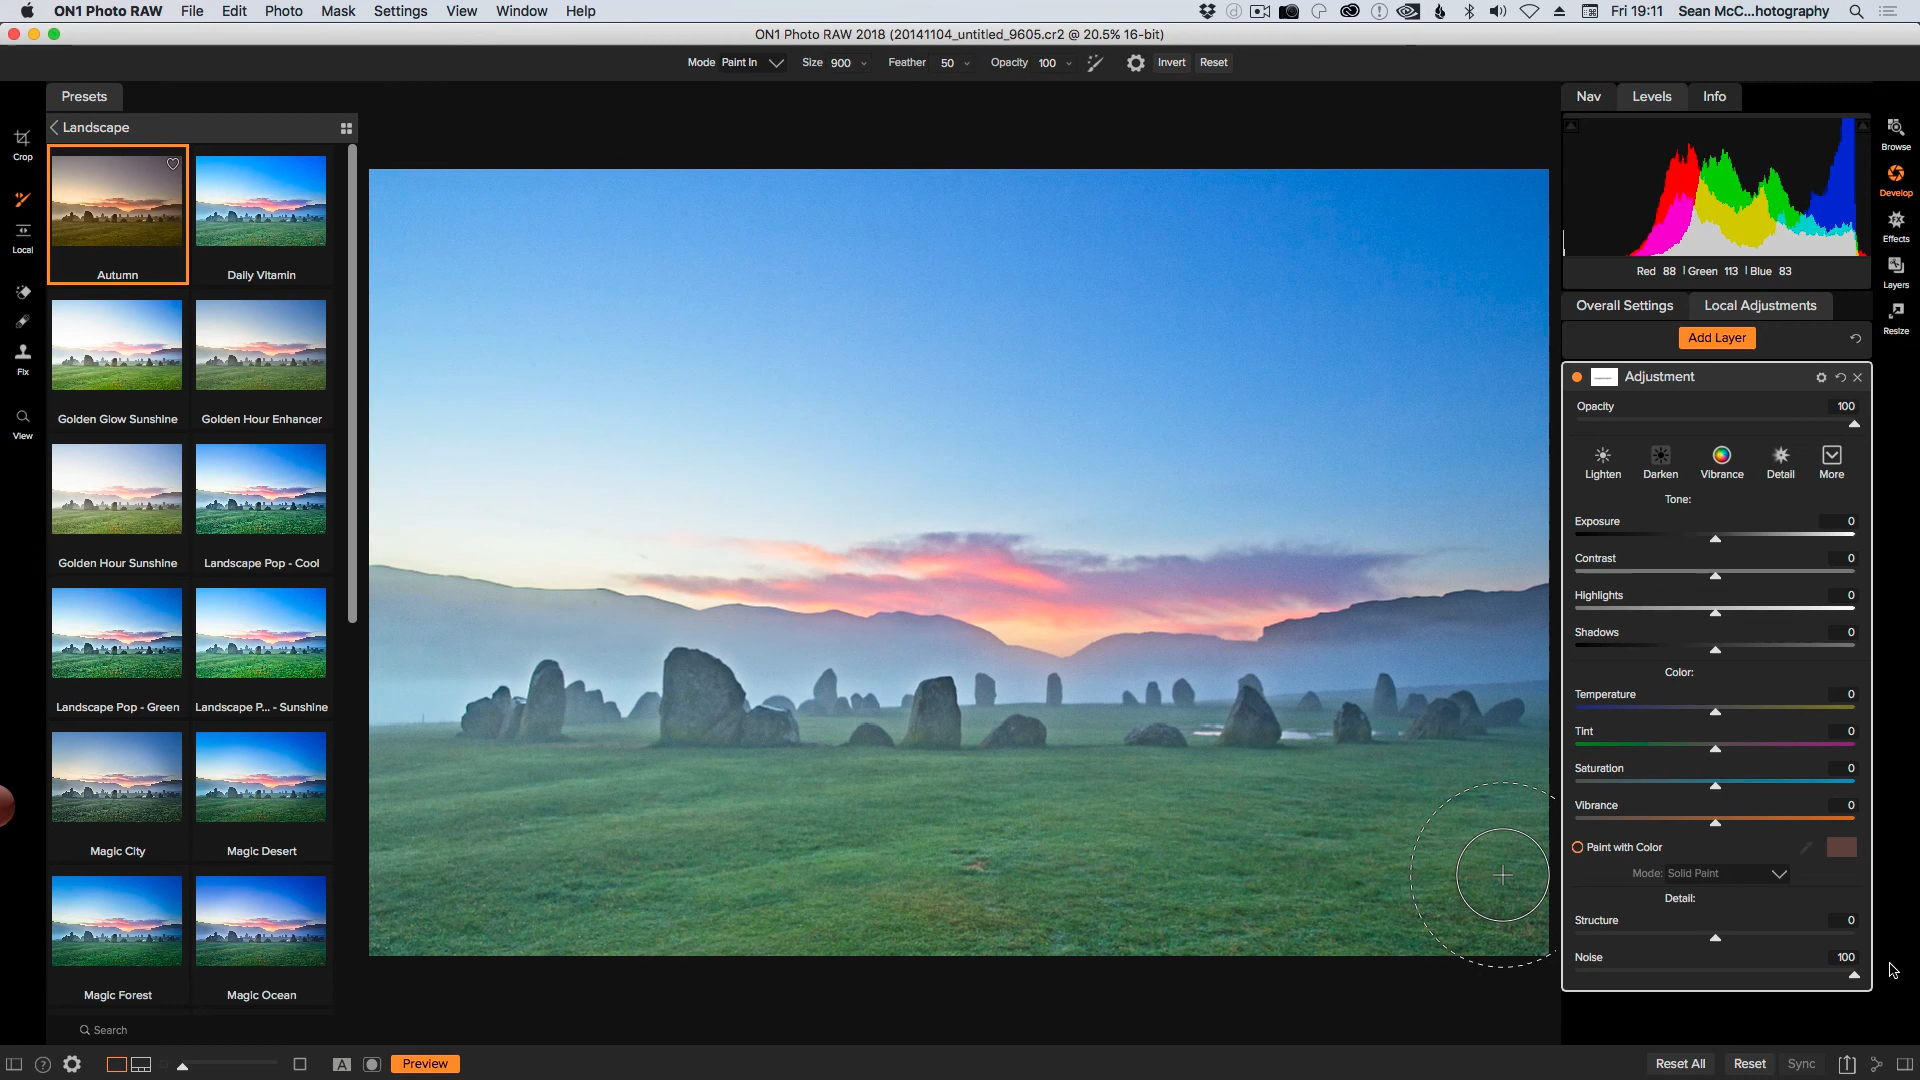 ON1 Photo RAW File Edit Photo Mask Settings View Window Help Fri 19:11 Sean McC...hotography
ON1 Photo RAW 2018 (20141104_untitled_9605.cr2 @ 20.5% 16-bit)
Mode Paint In Size 900 Feather 50 Opacity 100 Invert Reset
Presets
Landscape
Crop
Local
Fix
View
Autumn Daily Vitamin
Golden Glow Sunshine Golden Hour Enhancer
Golden Hour Sunshine Landscape Pop - Cool
Landscape Pop - Green Landscape P... - Sunshine
Magic City Magic Desert
Magic Forest Magic Ocean
Search
Preview
Nav Levels Info
Red 88 | Green 113 | Blue 83
Overall Settings Local Adjustments
Add Layer
Adjustment
Opacity 100
Lighten Darken Vibrance Detail More
Tone:
Exposure 0
Contrast 0
Highlights 0
Shadows 0
Color:
Temperature 0
Tint 0
Saturation 0
Vibrance 0
Paint with Color
Mode: Solid Paint
Detail:
Structure 0
Noise 100
Browse
Develop
FX
Effects
Layers
Resize
Reset All Reset Sync